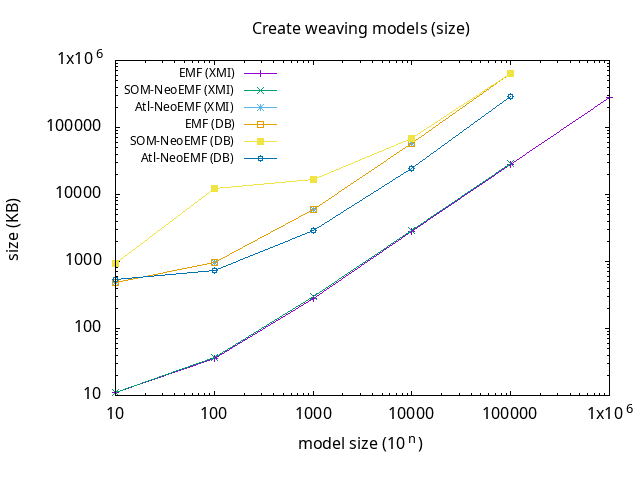 Create weaving models (size)
1x10^6
100000
10000
1000
100
10
size (KB)
EMF (XMI)
SOM-NeoEMF (XMI)
Atl-NeoEMF (XMI)
EMF (DB)
SOM-NeoEMF (DB)
Atl-NeoEMF (DB)
10 100 1000 10000 100000 1x10^6
model size (10^n)